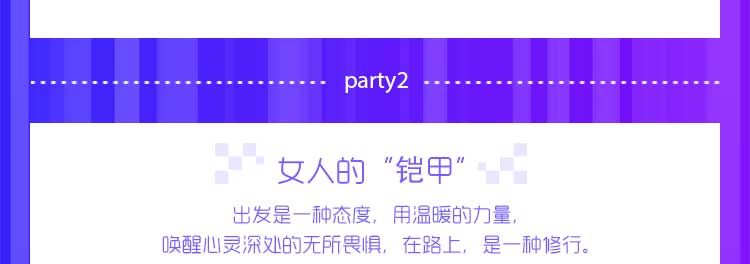 party2
女人的“铠甲”
出发是一种态度，用温暖的力量，
唤醒心灵深处的无所畏惧，在路上，是一种修行。